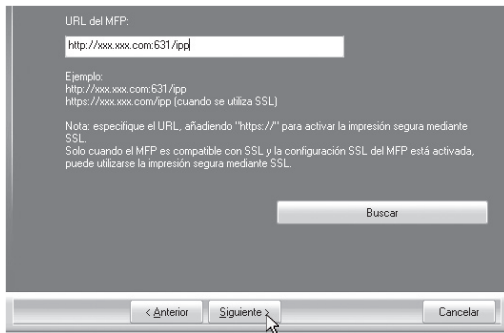 URL del MFP:
http://xxx.xxx.com:631/ipp
Ejemplo:
http://xxx.xxx.com:631/ipp
https://xxx.xxx.com/ipp (cuando se utiliza SSL)
Nota: especifique el URL, añadiendo "https://" para activar la impresión segura mediante
SSL.
Solo cuando el MFP es compatible con SSL y la configuración SSL del MFP está activada,
puede utilizarse la impresión segura mediante SSL.
Buscar
< Anterior
Siguiente >
Cancelar